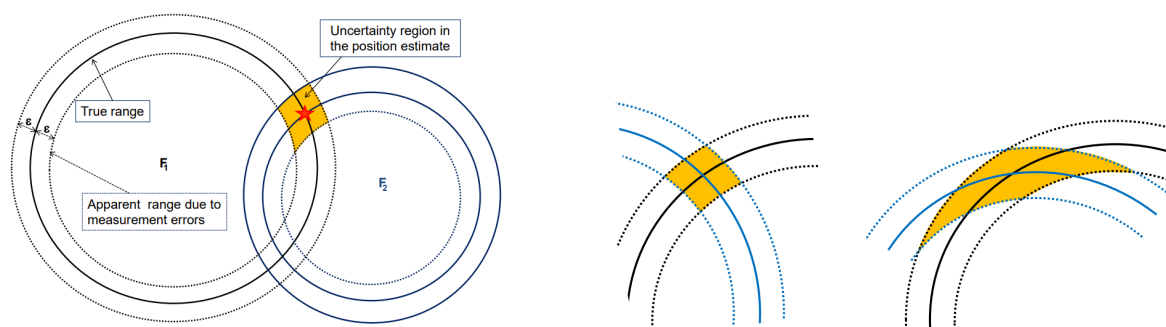 Uncertainty region in
the position estimate
True range
ε
ε
F1
F2
Apparent range due to
measurement errors